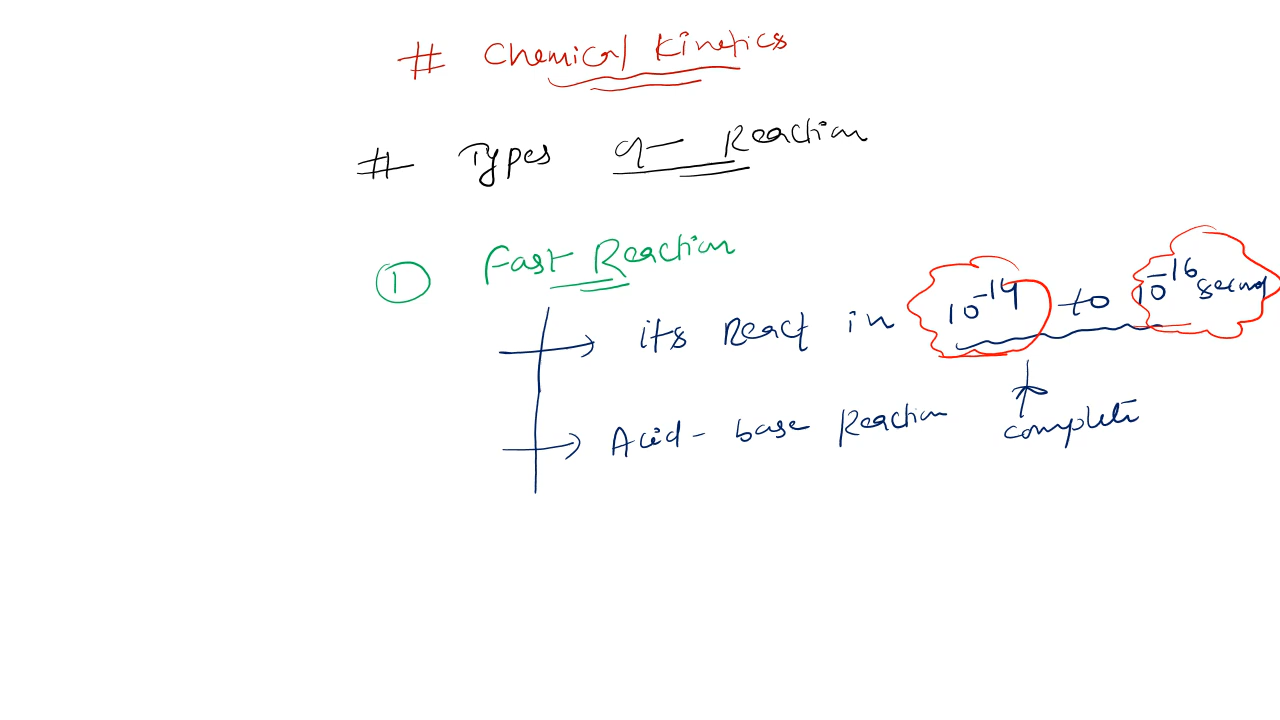 # Chemical Kinetics
# Types of Reaction
① Fast Reaction
→ its React in 10⁻¹⁴ to 10⁻¹⁶ second
→ Acid - base Reaction
↑ complete